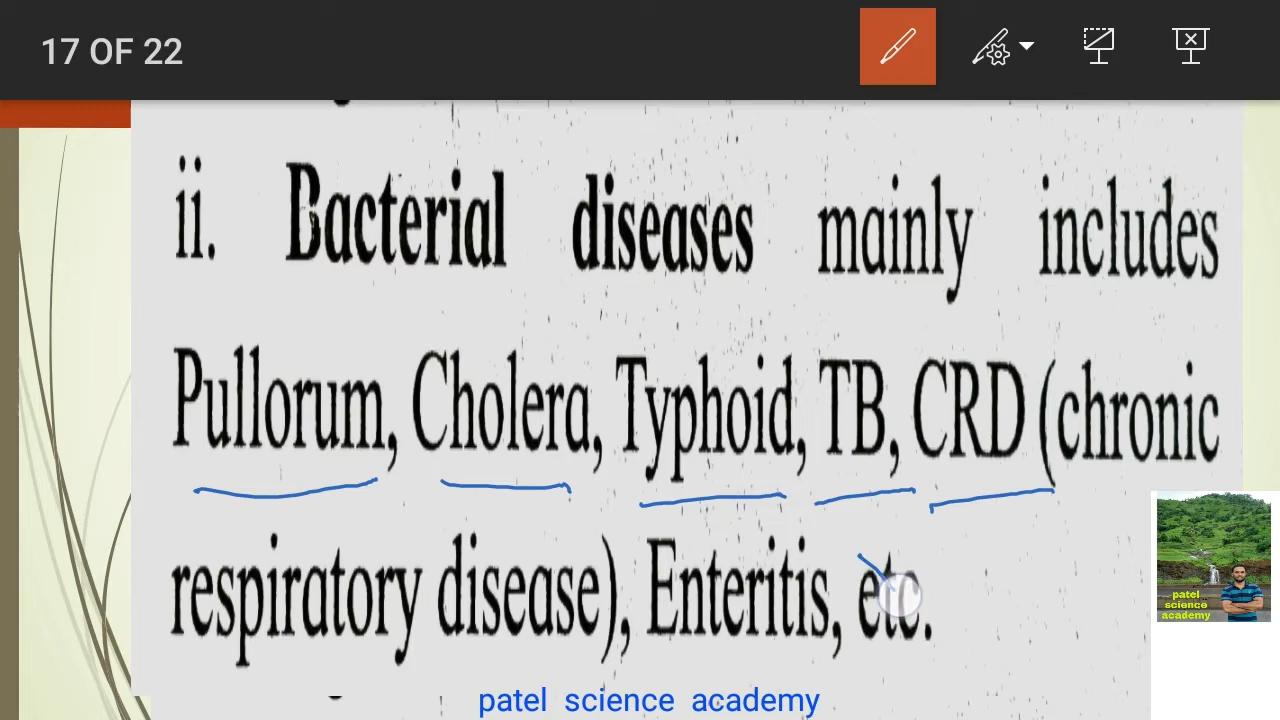 17 OF 22
ii. Bacterial diseases mainly includes
Pullorum, Cholera, Typhoid, TB, CRD (chronic
respiratory disease), Enteritis, etc.
patel
science
academy
patel science academy